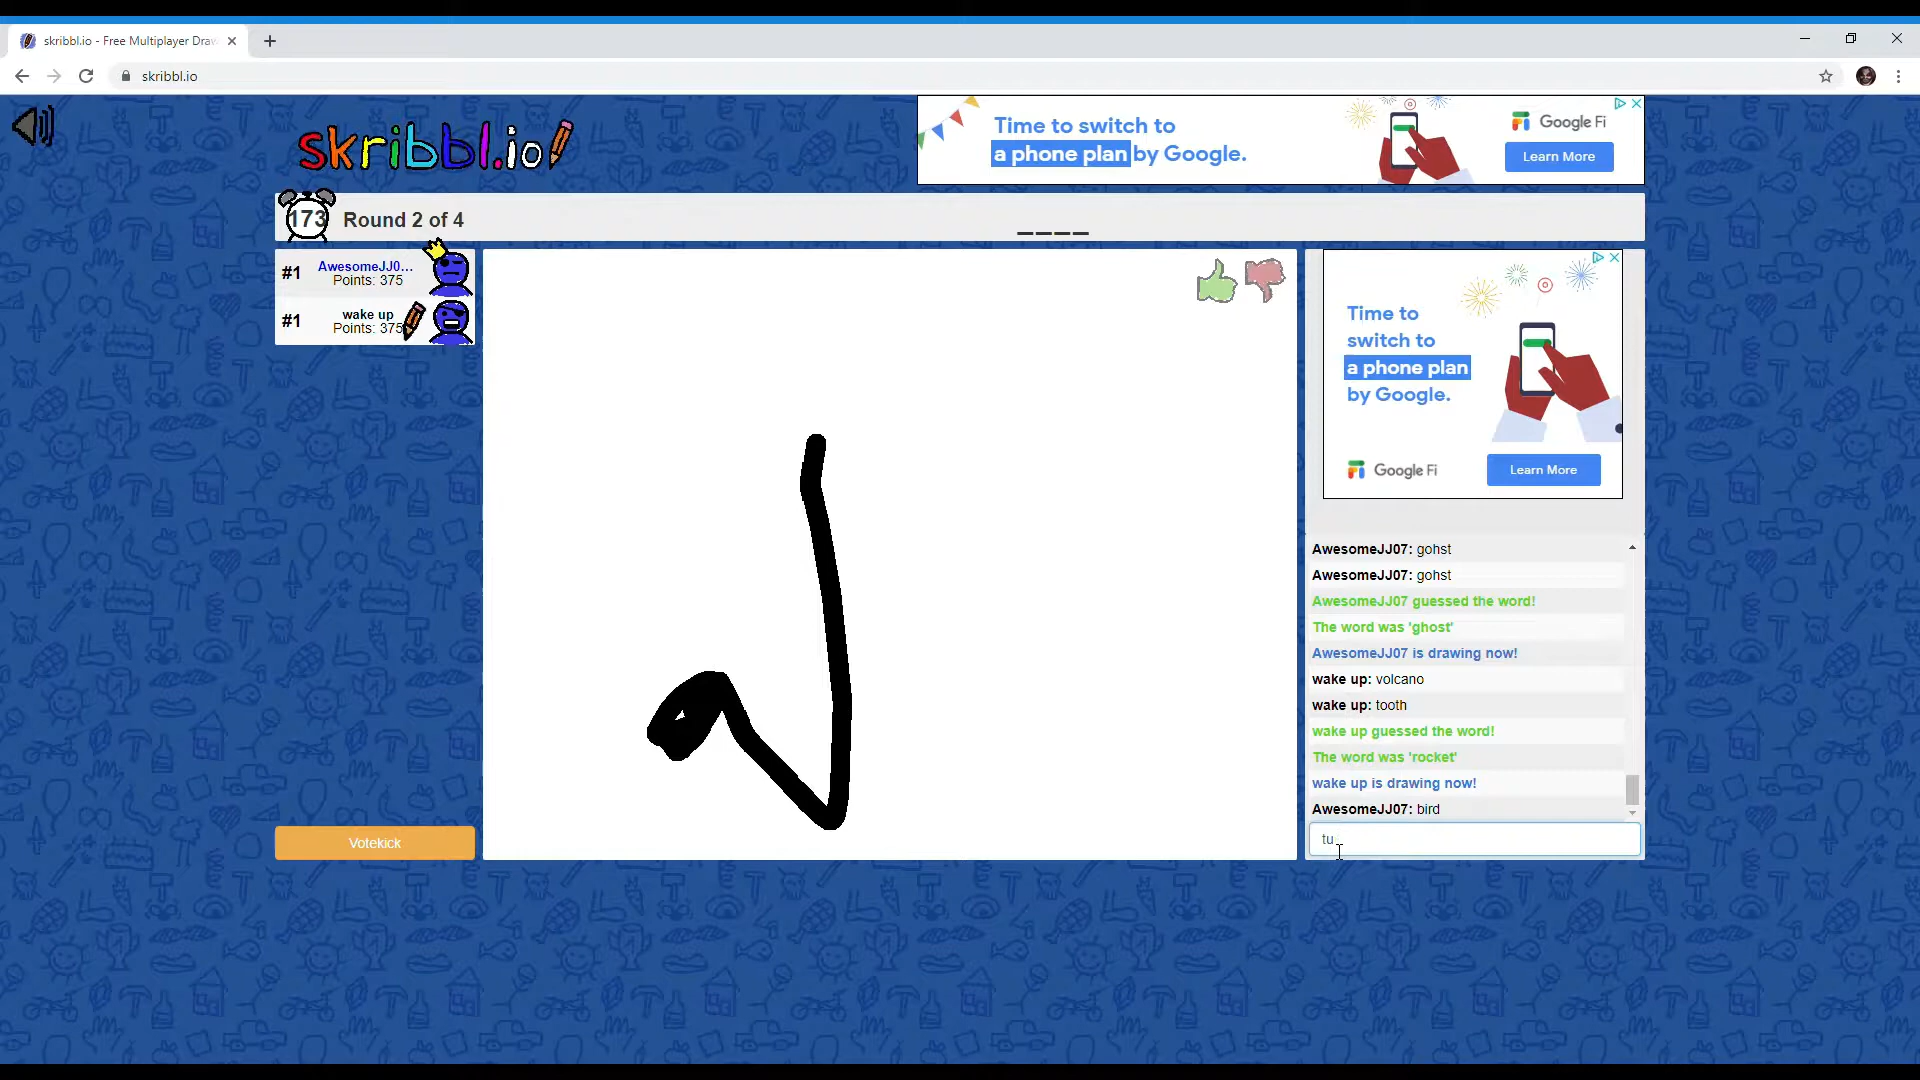 skribbl.io - Free Multiplayer Draw
skribbl.io
skribbl.io
Time to switch to
a phone plan by Google.
Google Fi
Learn More
173
Round 2 of 4
____
#1
AwesomeJJ0...
Points: 375
#1
wake up
Points: 375
Time to
switch to
a phone plan
by Google.
Google Fi
Learn More
AwesomeJJ07: gohst
AwesomeJJ07: gohst
AwesomeJJ07 guessed the word!
The word was 'ghost'
AwesomeJJ07 is drawing now!
wake up: volcano
wake up: tooth
wake up guessed the word!
The word was 'rocket'
wake up is drawing now!
AwesomeJJ07: bird
tu
Votekick